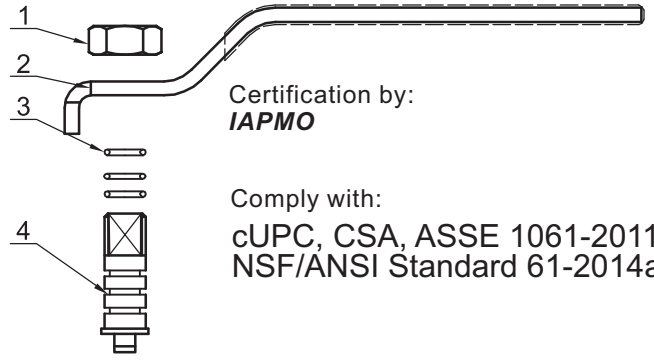 1
2
3
4
Certification by:
IAPMO
Comply with:
cUPC, CSA, ASSE 1061-2011
NSF/ANSI Standard 61-2014a